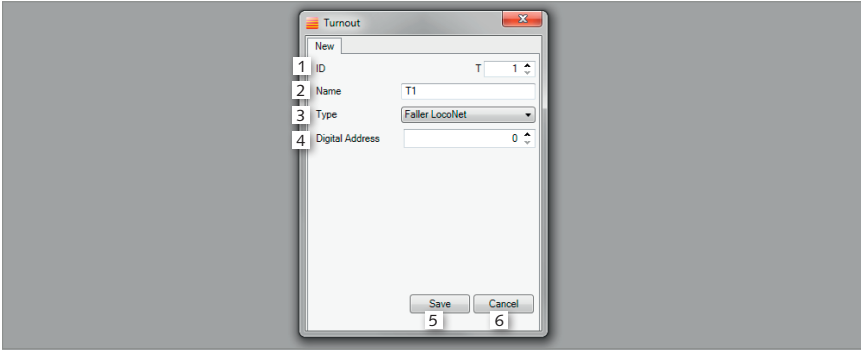 Turnout
New
1 ID T 1
2 Name T1
3 Type Faller LocoNet
4 Digital Address 0
Save Cancel
5 6